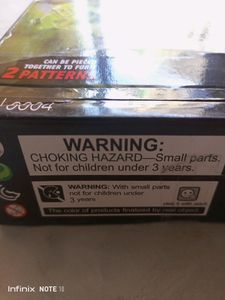 CAN BE PIECED
TOGETHER TO FORM
2 PATTERNS
WARNING:
CHOKING HAZARD—Small parts.
Not for children under 3 years.
WARNING: With small parts
not for children under
3 years
The color of products finalized by real object.
Infinix NOTE 10